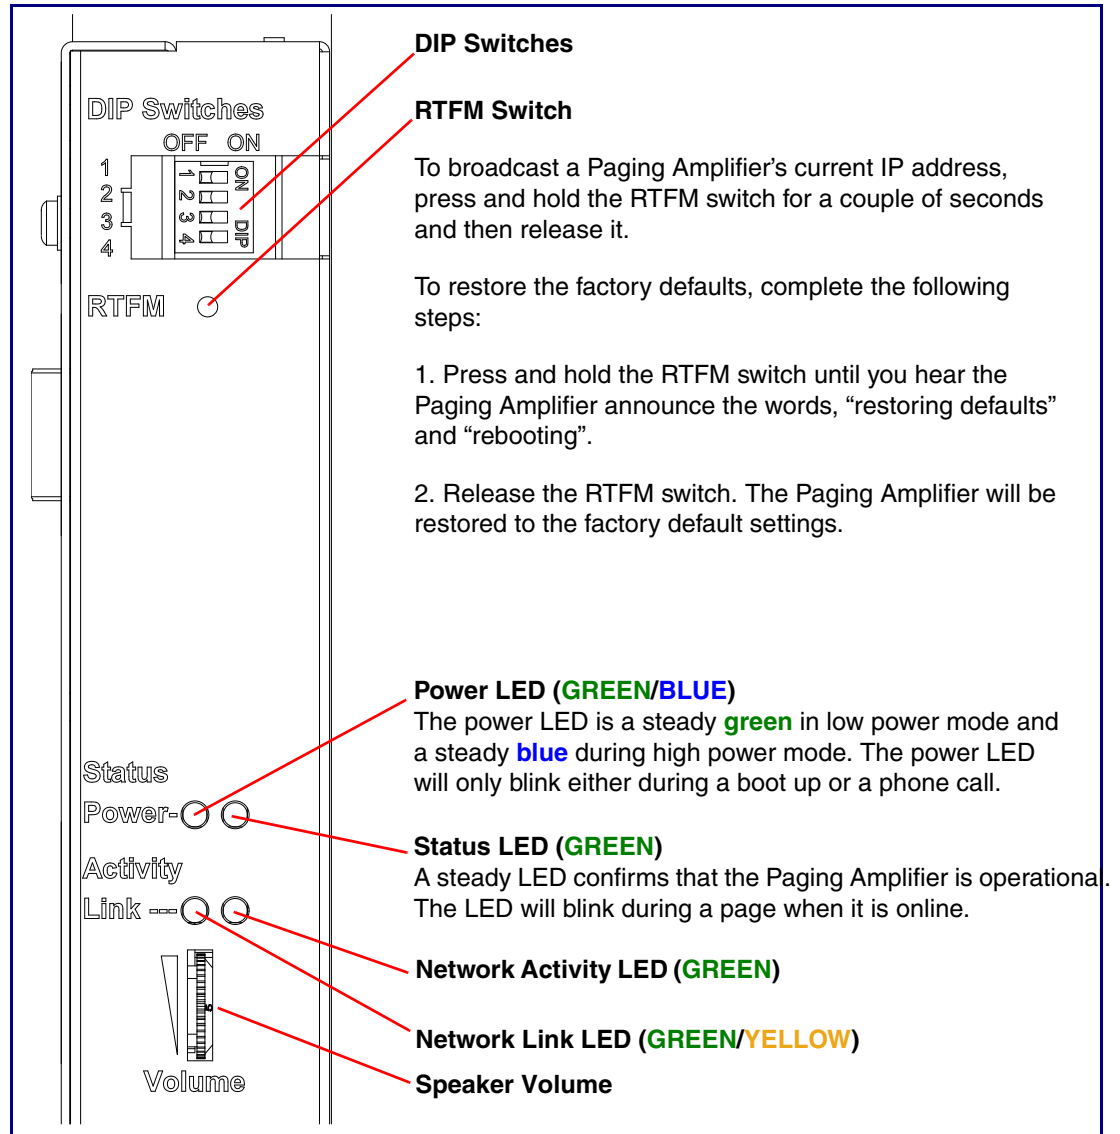 DIP Switches
OFF ON
1
2
3
4
ON
DIP
1
2
3
4
RTFM
Status
Power-
Activity
Link ---
5
Volume
DIP Switches
RTFM Switch
To broadcast a Paging Amplifier’s current IP address,
press and hold the RTFM switch for a couple of seconds
and then release it.
To restore the factory defaults, complete the following
steps:
1. Press and hold the RTFM switch until you hear the
Paging Amplifier announce the words, “restoring defaults”
and “rebooting”.
2. Release the RTFM switch. The Paging Amplifier will be
restored to the factory default settings.
Power LED (GREEN/BLUE)
The power LED is a steady green in low power mode and
a steady blue during high power mode. The power LED
will only blink either during a boot up or a phone call.
Status LED (GREEN)
A steady LED confirms that the Paging Amplifier is operational.
The LED will blink during a page when it is online.
Network Activity LED (GREEN)
Network Link LED (GREEN/YELLOW)
Speaker Volume